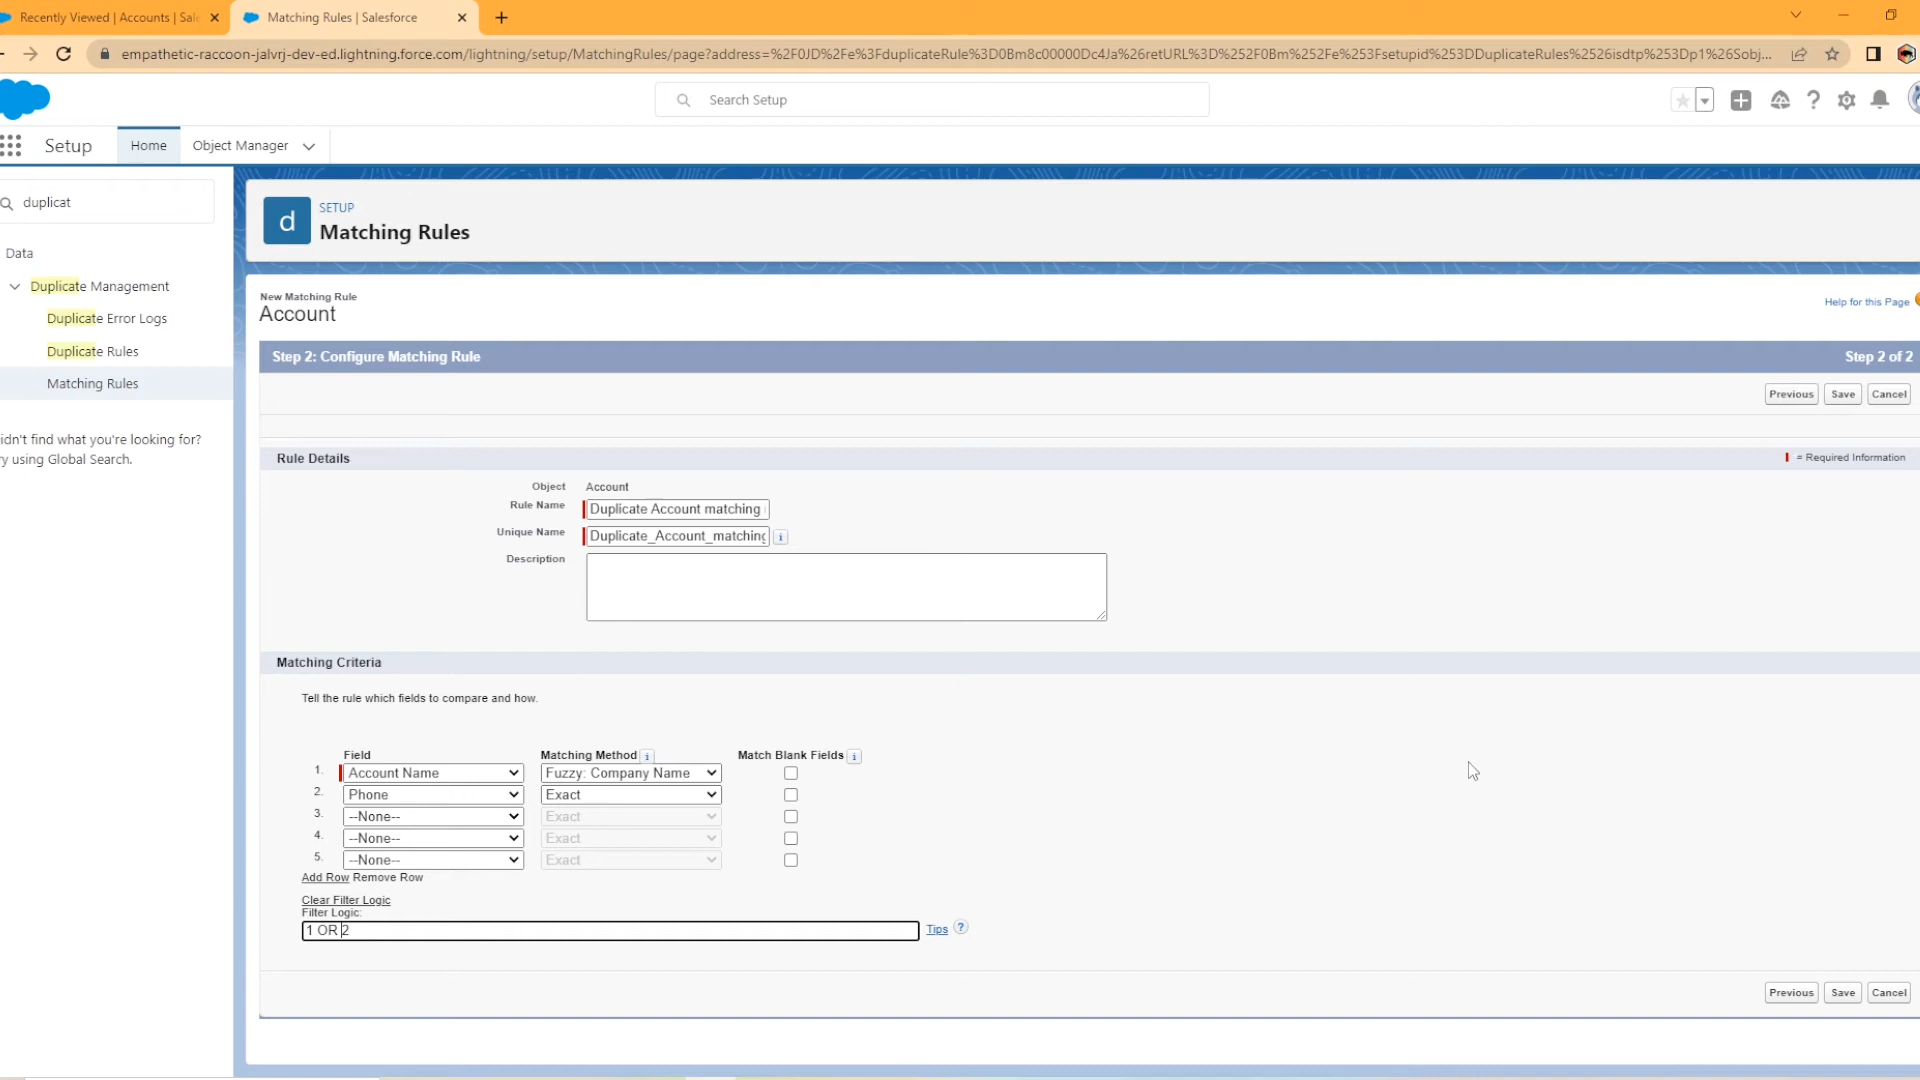 Recently Viewed | Accounts | Sal
Matching Rules | Salesforce
empathetic-raccoon-jalvrj-dev-ed.lightning.force.com/lightning/setup/MatchingRules/page?address=%2F0JD%2Fe%3FduplicateRule%3D0Bm8c00000Dc4Ja%26retURL%3D%252F0Bm%252Fe%253Fsetupid%253DDuplicateRules%2526isdtp%253Dp1%26Sobj...
Search Setup
Setup
Home
Object Manager
duplicat
SETUP
Matching Rules
Data
Duplicate Management
Duplicate Error Logs
Duplicate Rules
Matching Rules
idn't find what you're looking for?
y using Global Search.
New Matching Rule
Account
Help for this Page
Step 2: Configure Matching Rule
Step 2 of 2
Previous Save Cancel
Rule Details
= Required Information
Object Account
Rule Name Duplicate Account matching
Unique Name Duplicate_Account_matching
Description
Matching Criteria
Tell the rule which fields to compare and how.
Field Matching Method Match Blank Fields
1. Account Name Fuzzy: Company Name
2. Phone Exact
3. --None-- Exact
4. --None-- Exact
5. --None-- Exact
Add Row Remove Row
Clear Filter Logic
Filter Logic:
1 OR 2
Tips ?
Previous Save Cancel